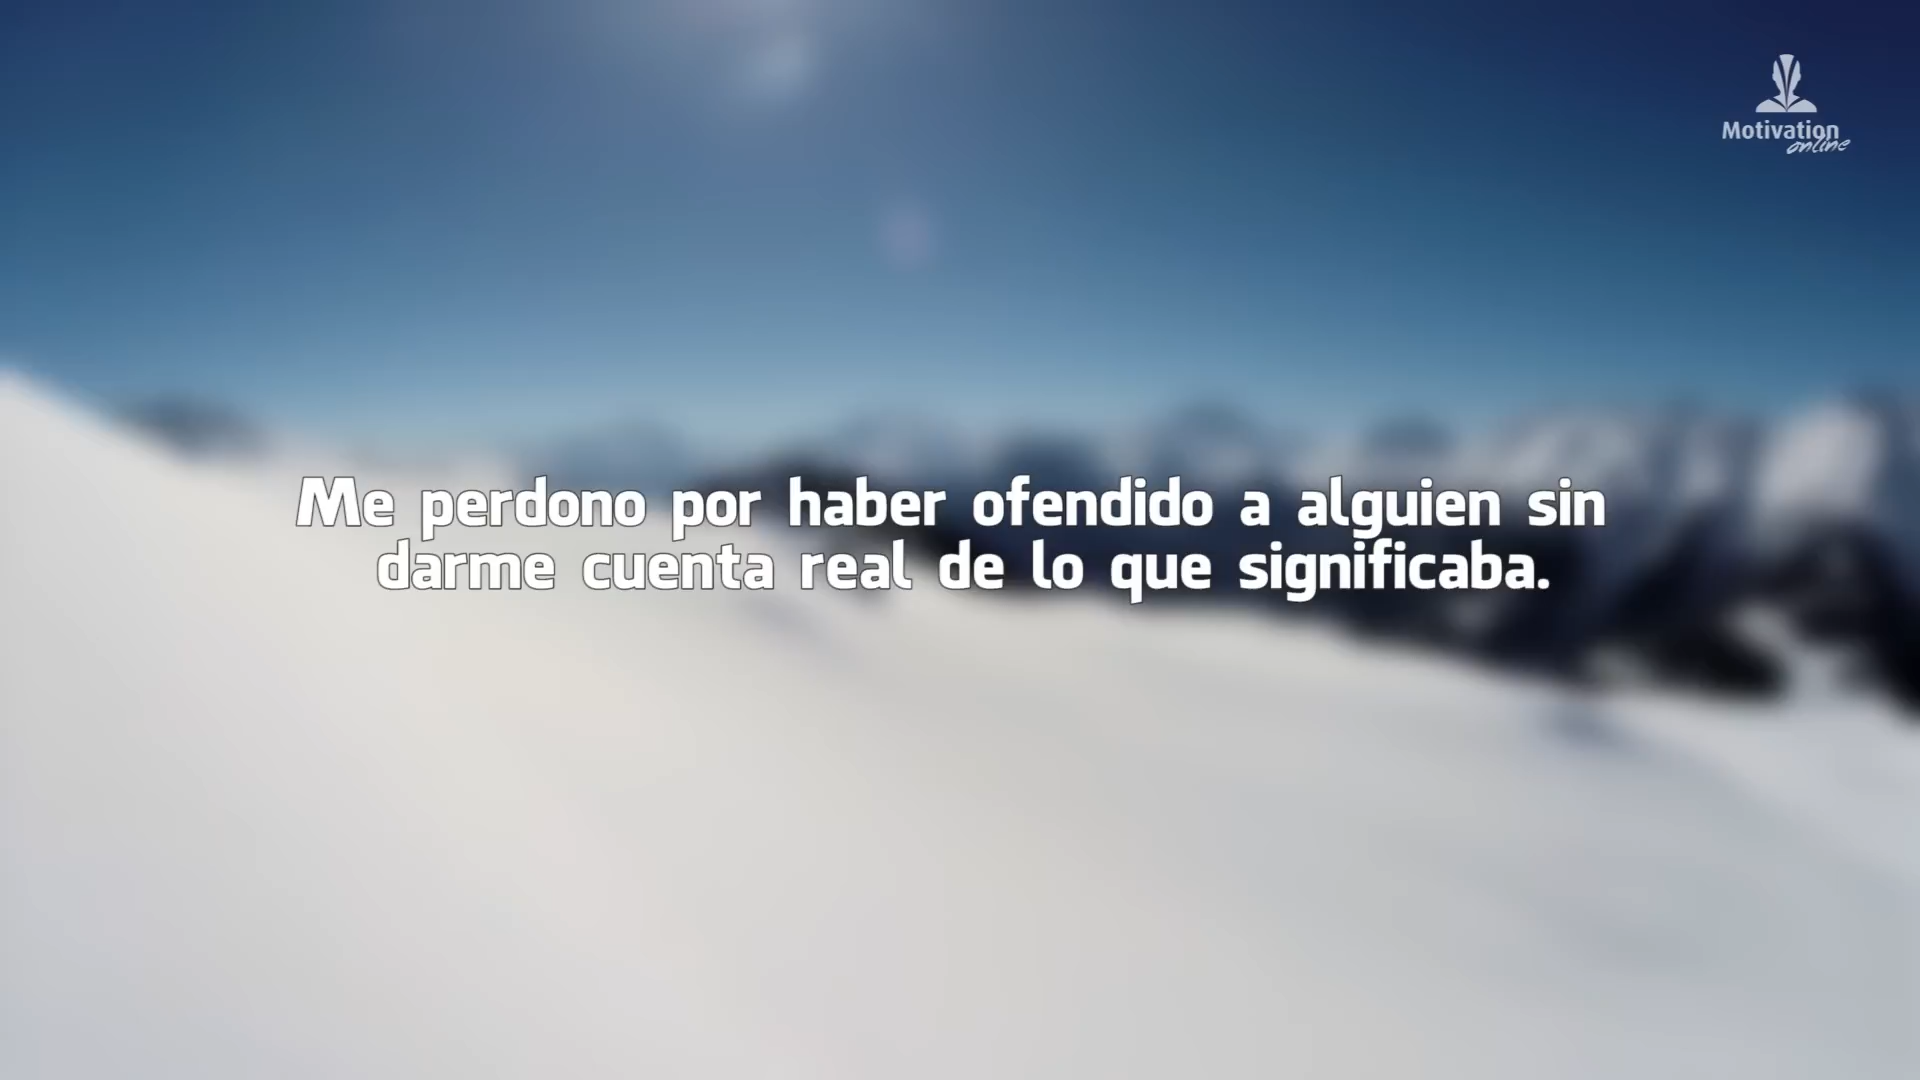 Motivation
online
Me perdono por haber ofendido a alguien sin
darme cuenta real de lo que significaba.